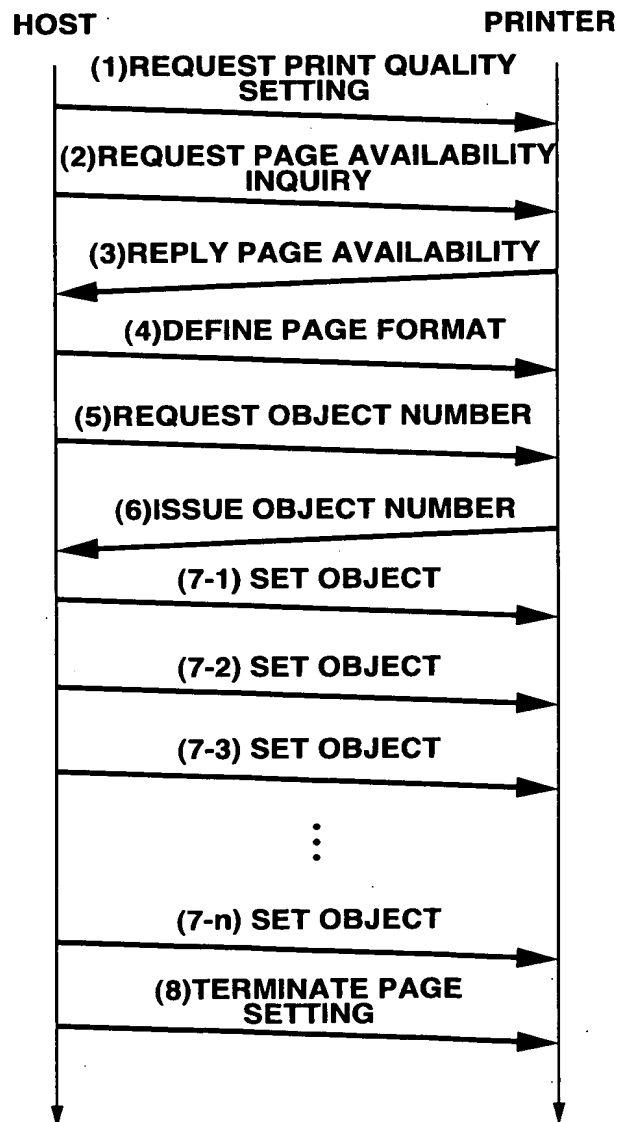 HOST
PRINTER
(1)REQUEST PRINT QUALITY
SETTING
(2)REQUEST PAGE AVAILABILITY
INQUIRY
(3)REPLY PAGE AVAILABILITY
(4)DEFINE PAGE FORMAT
(5)REQUEST OBJECT NUMBER
(6)ISSUE OBJECT NUMBER
(7-1) SET OBJECT
(7-2) SET OBJECT
(7-3) SET OBJECT
(7-n) SET OBJECT
(8)TERMINATE PAGE
SETTING